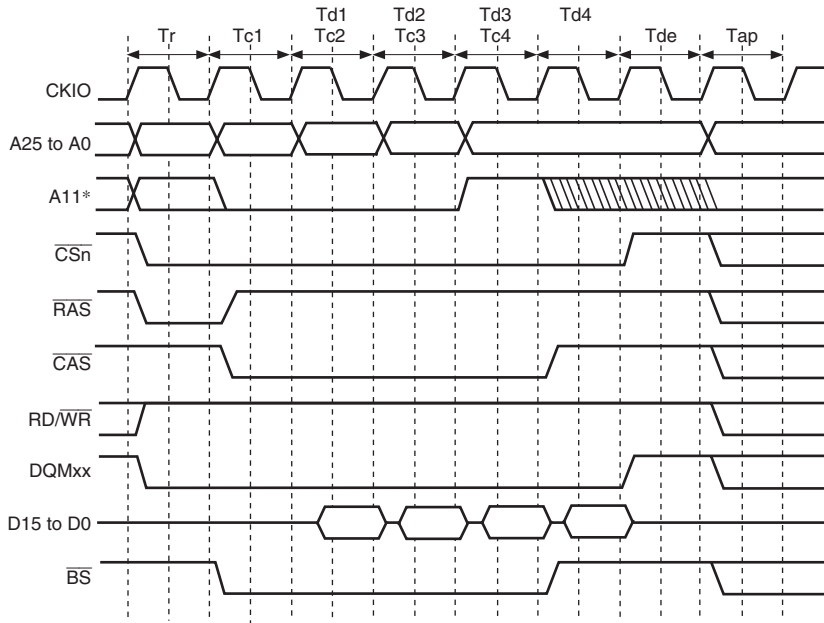 Td1 Td2 Td3 Td4
Tr Tc1 Tc2 Tc3 Tc4 Tde Tap
CKIO
A25 to A0
A11*
CSn
RAS
CAS
RD/WR
DQMxx
D15 to D0
BS